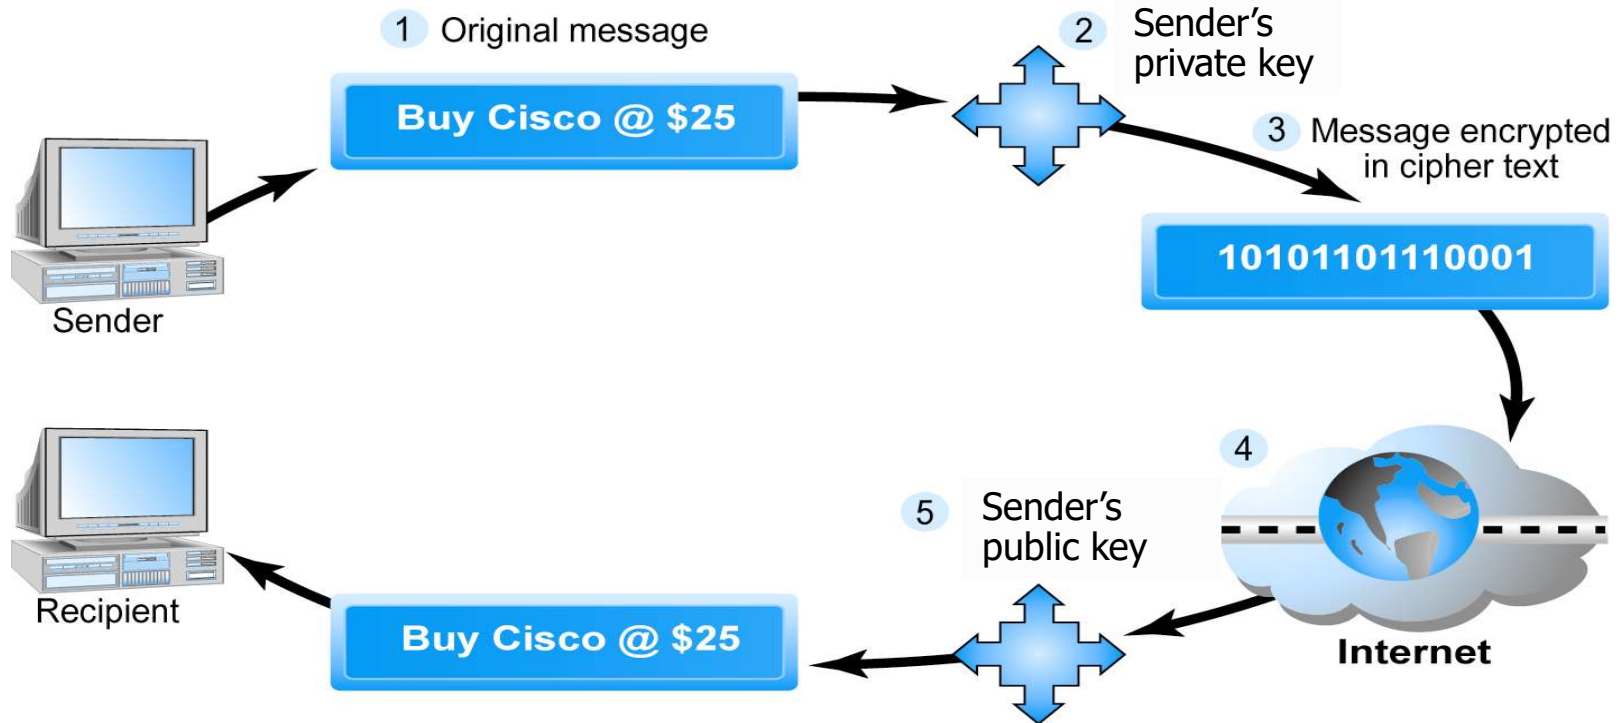 1 Original message
Buy Cisco @ $25
2 Sender’s
private key
3 Message encrypted
in cipher text
10101101110001
Sender
4
Internet
5 Sender’s
public key
Buy Cisco @ $25
Recipient